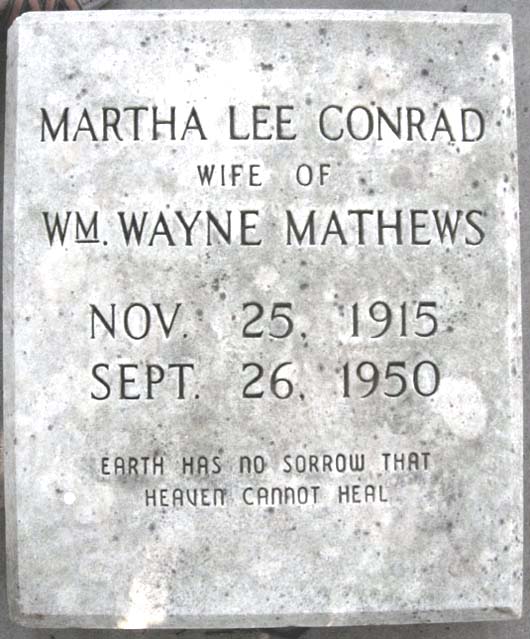 MARTHA LEE CONRAD
WIFE OF
WM. WAYNE MATHEWS
NOV. 25, 1915
SEPT. 26, 1950
EARTH HAS NO SORROW THAT
HEAVEN CANNOT HEAL